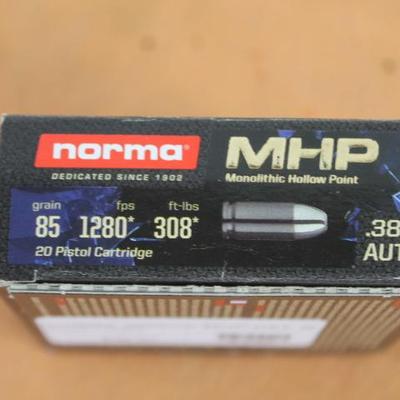 norma®
MHP
DEDICATED SINCE 1902
Monolithic Hollow Point
grain fps ft-lbs
85 1280* 308*
.38
20 Pistol Cartridge
AUT